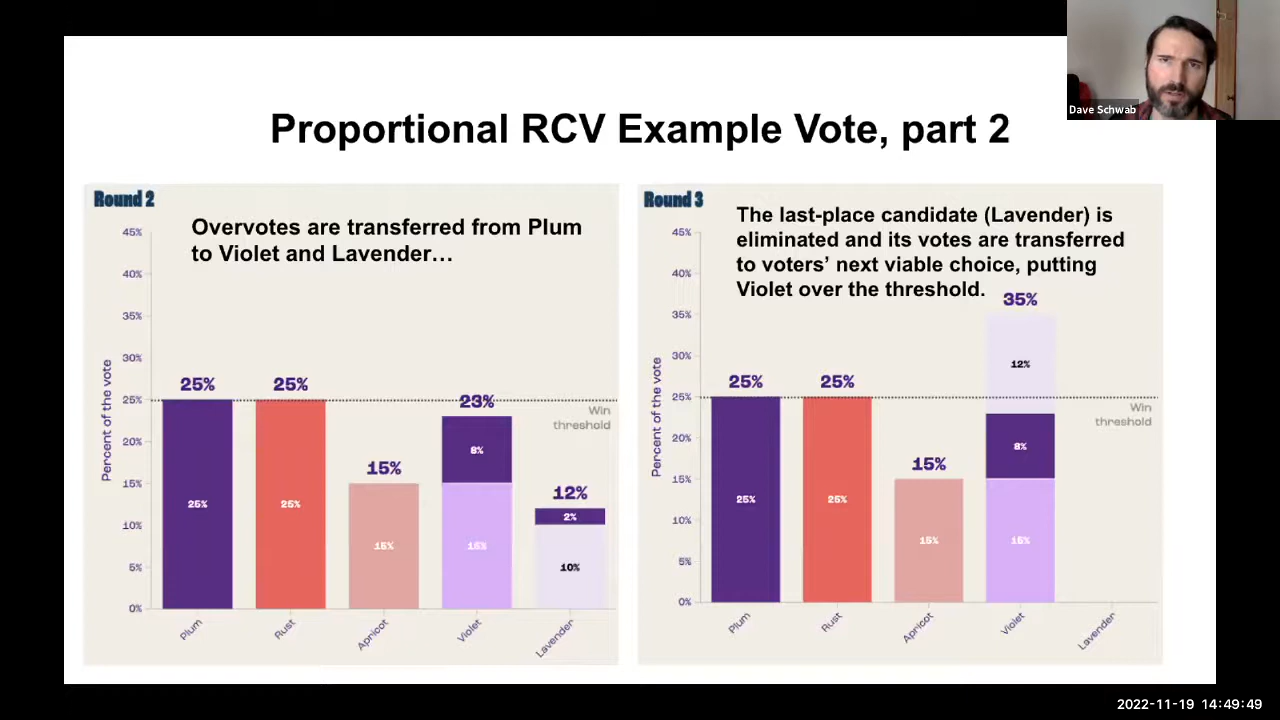 Dave Schwab
Proportional RCV Example Vote, part 2
Round 2
Overvotes are transferred from Plum
to Violet and Lavender…
45%
40%
35%
30%
25%
20%
15%
10%
5%
0%
Percent of the vote
25%
25%
15%
23%
12%
Win
threshold
25%
25%
15%
8%
15%
2%
10%
Plum
Rust
Apricot
Violet
Lavender
Round 3
The last-place candidate (Lavender) is
eliminated and its votes are transferred
to voters’ next viable choice, putting
Violet over the threshold.
45%
40%
35%
30%
25%
20%
15%
10%
5%
0%
Percent of the vote
25%
25%
15%
35%
Win
threshold
25%
25%
15%
12%
8%
15%
Plum
Rust
Apricot
Violet
Lavender
2022-11-19 14:49:49